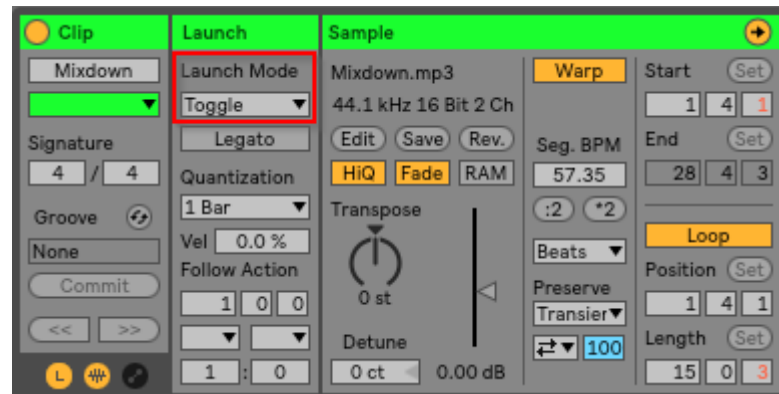 Clip
Mixdown
Signature
4 / 4
Groove
None
Commit
<< >>
L
Launch
Launch Mode
Toggle
Legato
Quantization
1 Bar
Vel 0.0 %
Follow Action
1 0 0
1 : 0
Sample
Mixdown.mp3
44.1 kHz 16 Bit 2 Ch
Edit Save Rev.
HiQ Fade RAM
Transpose
0 st
Detune
0 ct 0.00 dB
Warp
Seg. BPM
57.35
:2 *2
Beats
Preserve
Transier
100
Start Set
1 4 1
End Set
28 4 3
Loop
Position Set
1 4 1
Length Set
15 0 3